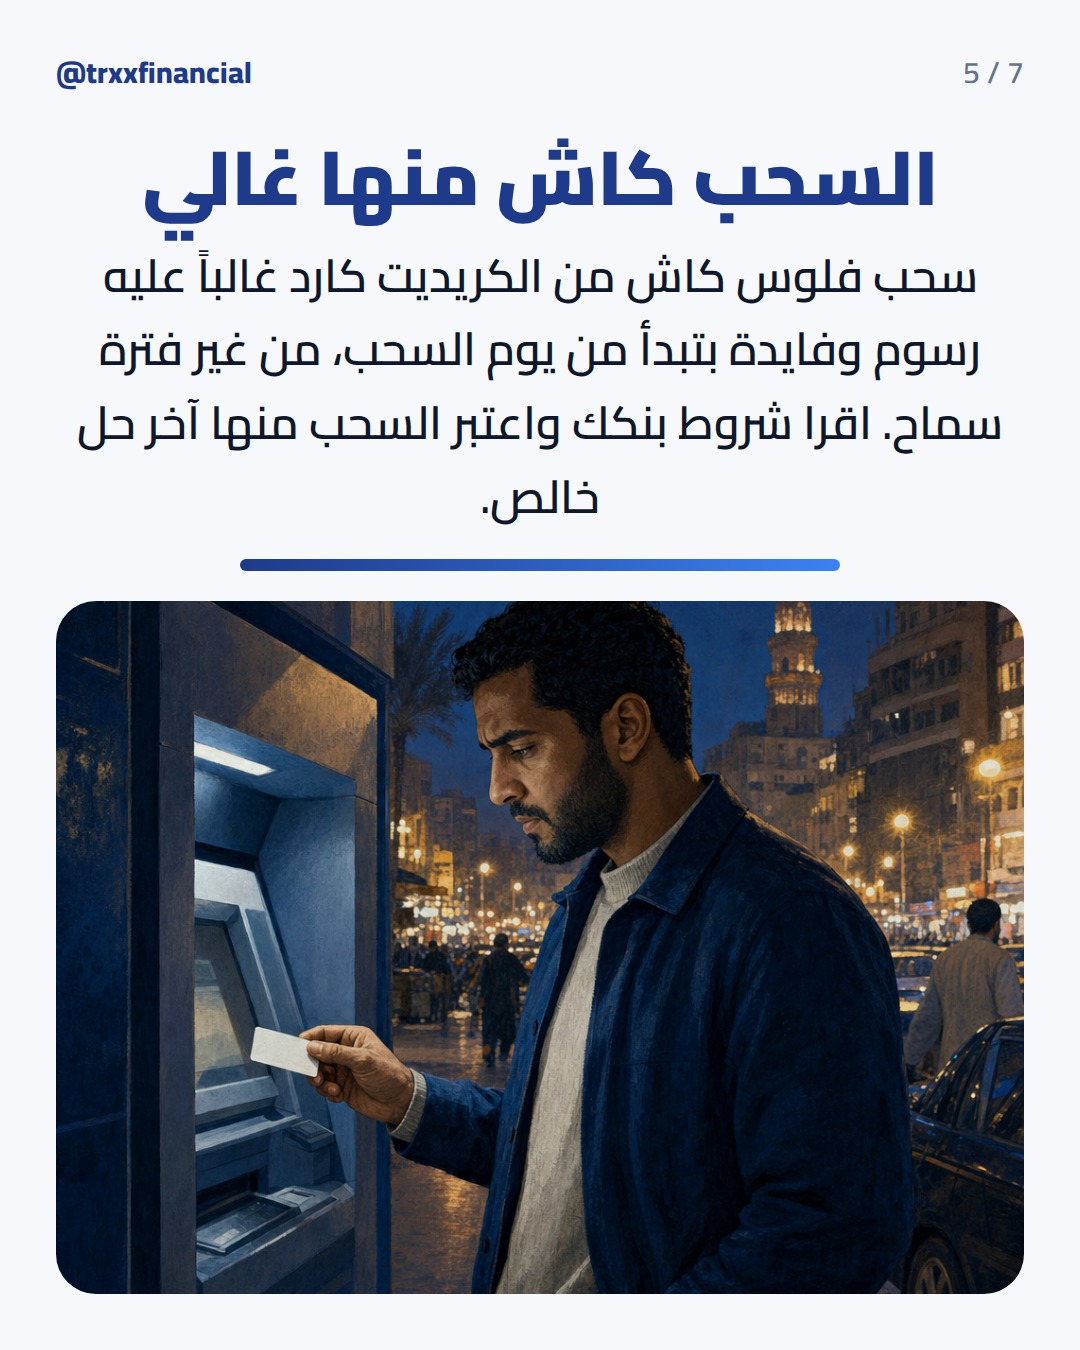 @trxxfinancial
5 / 7
السحب كاش منها غالي
سحب فلوس كاش من الكريديت كارد غالباً عليه
رسوم وفايدة بتبدأ من يوم السحب، من غير فترة
سماح. اقرا شروط بنكك واعتبر السحب منها آخر حل
خالص.